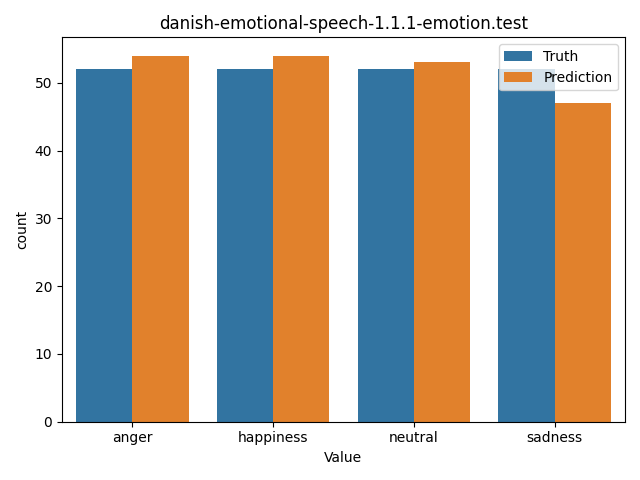 danish-emotional-speech-1.1.1-emotion.test
Truth
Prediction
count
50
40
30
20
10
0
anger happiness neutral sadness
Value